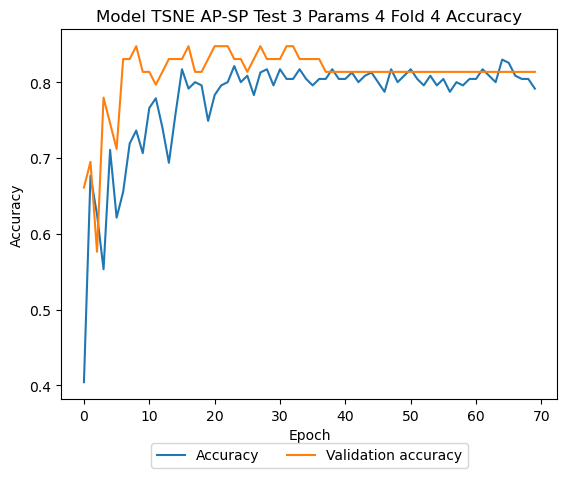 Model TSNE AP-SP Test 3 Params 4 Fold 4 Accuracy
Accuracy
0.8
0.7
0.6
0.5
0.4
0 10 20 30 40 50 60 70
Epoch
Accuracy Validation accuracy